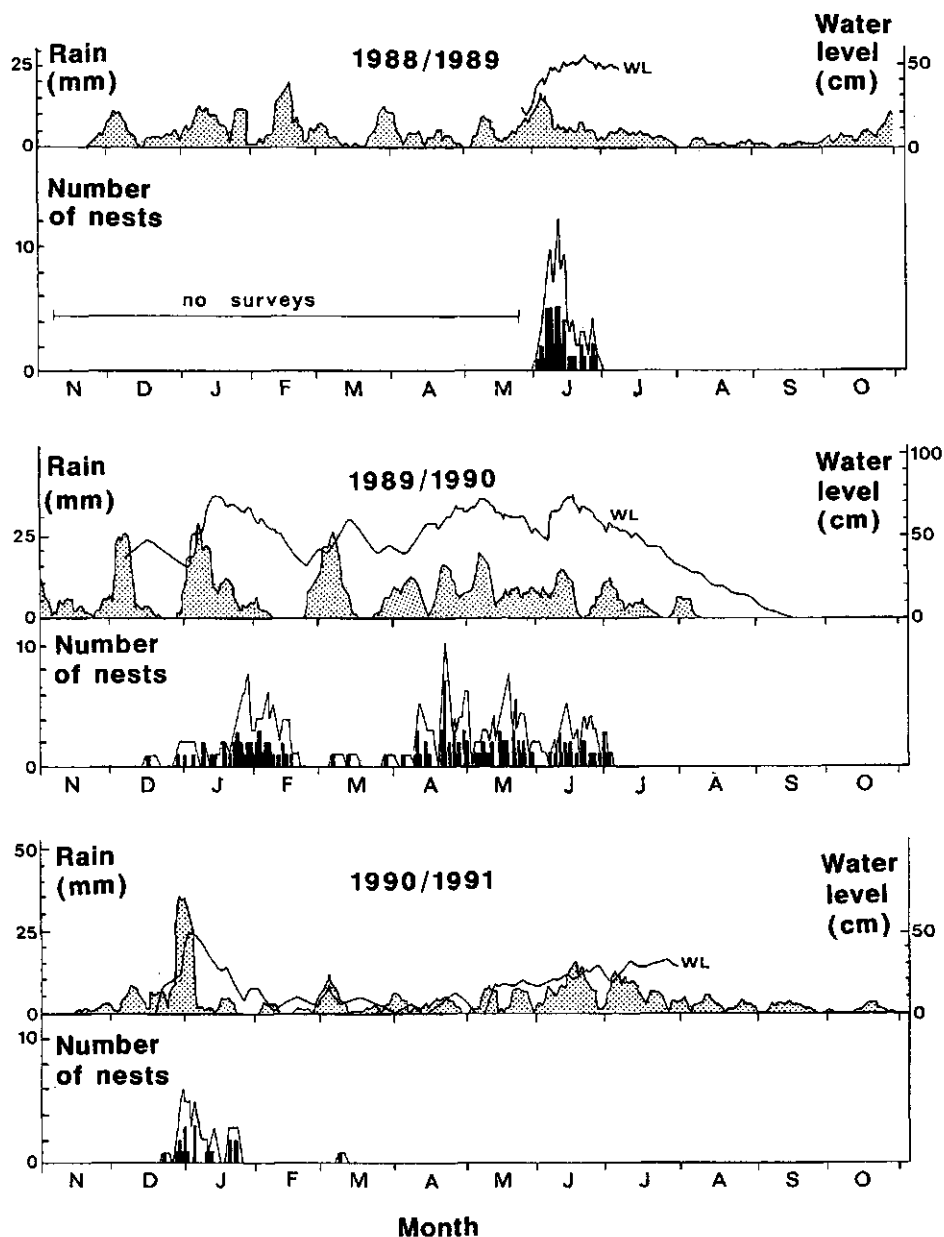 Rain
(mm)
1988/1989
Water
level
(cm)
WL
25
0
50
0
Number
of nests
10
0
no surveys
N D J F M A M J J A S O
Rain
(mm)
1989/1990
Water
level
(cm)
WL
25
0
100
50
0
Number
of nests
10
0
N D J F M A M J J A S O
Rain
(mm)
1990/1991
Water
level
(cm)
WL
50
25
0
50
0
Number
of nests
10
0
N D J F M A M J J A S O
Month